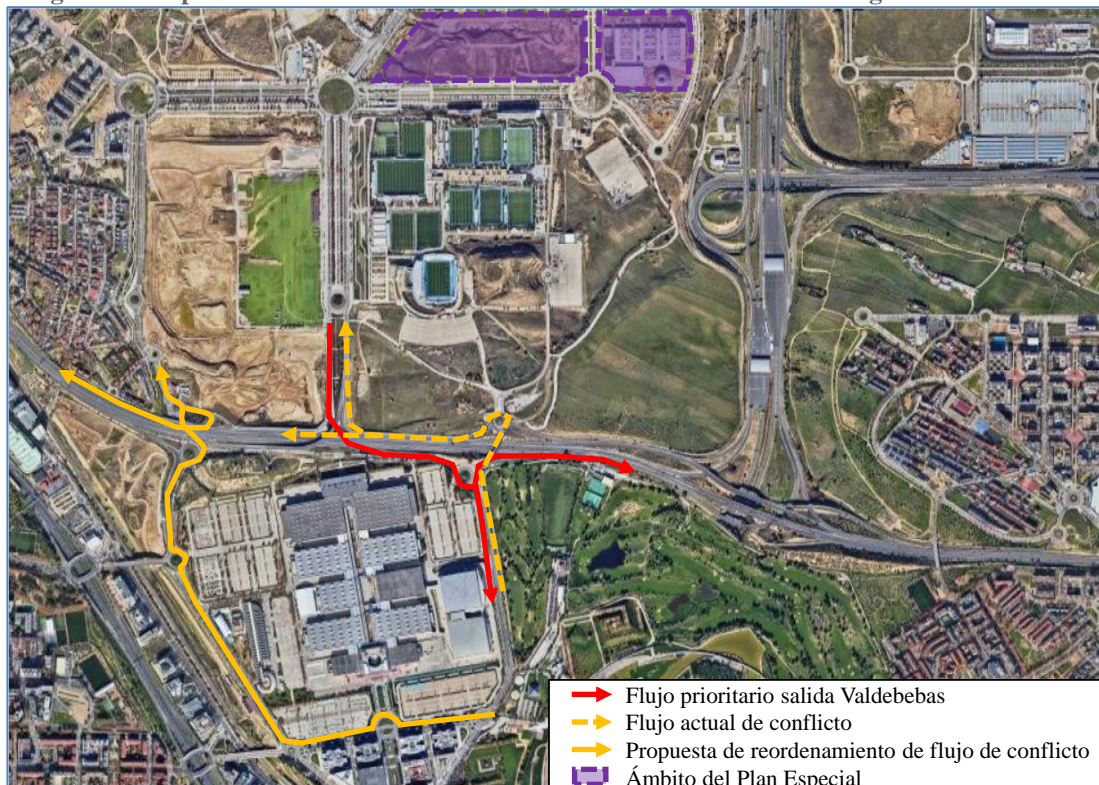 Flujo prioritario salida Valdebebas
Flujo actual de conflicto
Propuesta de reordenamiento de flujo de conflicto
Ámbito del Plan Especial